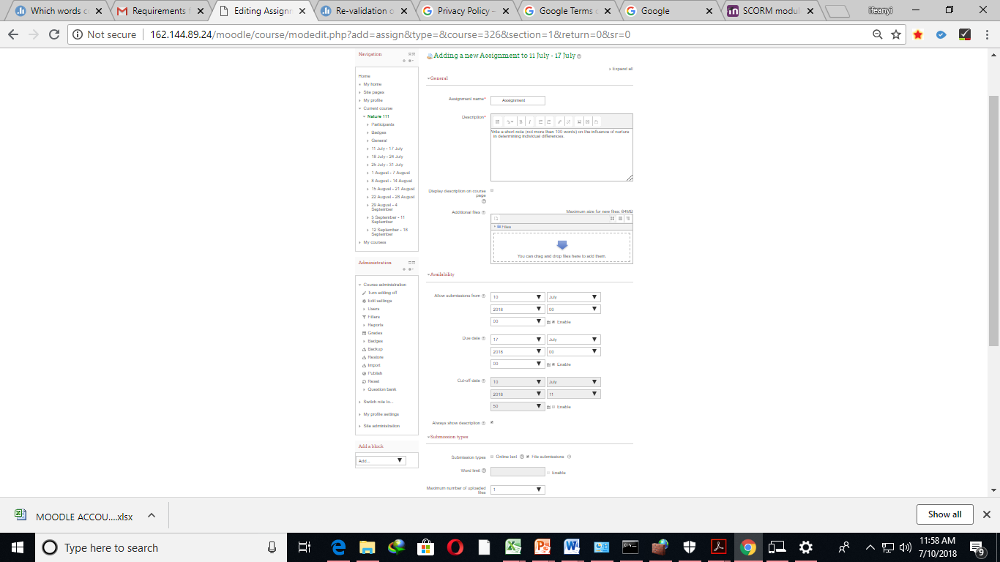 Which words c
Requirements f
Editing Assignm
Re-validation c
Privacy Policy –
Google Terms o
Google
SCORM modul
ifeanyi
Not secure | 162.144.89.24/moodle/course/modedit.php?add=assign&type=&course=326&section=1&return=0&sr=0
Navigation
Home
My home
Site pages
My profile
Current course
Nature 111
Participants
Badges
General
11 July - 17 July
18 July - 24 July
25 July - 31 July
1 August - 7 August
8 August - 14 August
15 August - 21 August
22 August - 28 August
29 August - 4
September
5 September - 11
September
12 September - 18
September
My courses
Administration
Course administration
Turn editing off
Edit settings
Users
Filters
Reports
Grades
Badges
Backup
Restore
Import
Publish
Reset
Question bank
Switch role to...
My profile settings
Site administration
Add a block
Add...
Adding a new Assignment to 11 July - 17 July
Expand all
General
Assignment name*
Assignment
Description*
Write a short note (not more than 100 words) on the influence of nurture
in determining individual differences.
Display description on course
page
Additional files
Maximum size for new files: 64MB
Files
You can drag and drop files here to add them.
Availability
Allow submissions from
10 July
2018 00
00 Enable
Due date
17 July
2018 00
00 Enable
Cut-off date
10 July
2018 11
50 Enable
Always show description
Submission types
Submission types Online text File submissions
Word limit Enable
Maximum number of uploaded
files
1
MOODLE ACCOU....xlsx
Show all
Type here to search
11:58 AM
7/10/2018
9